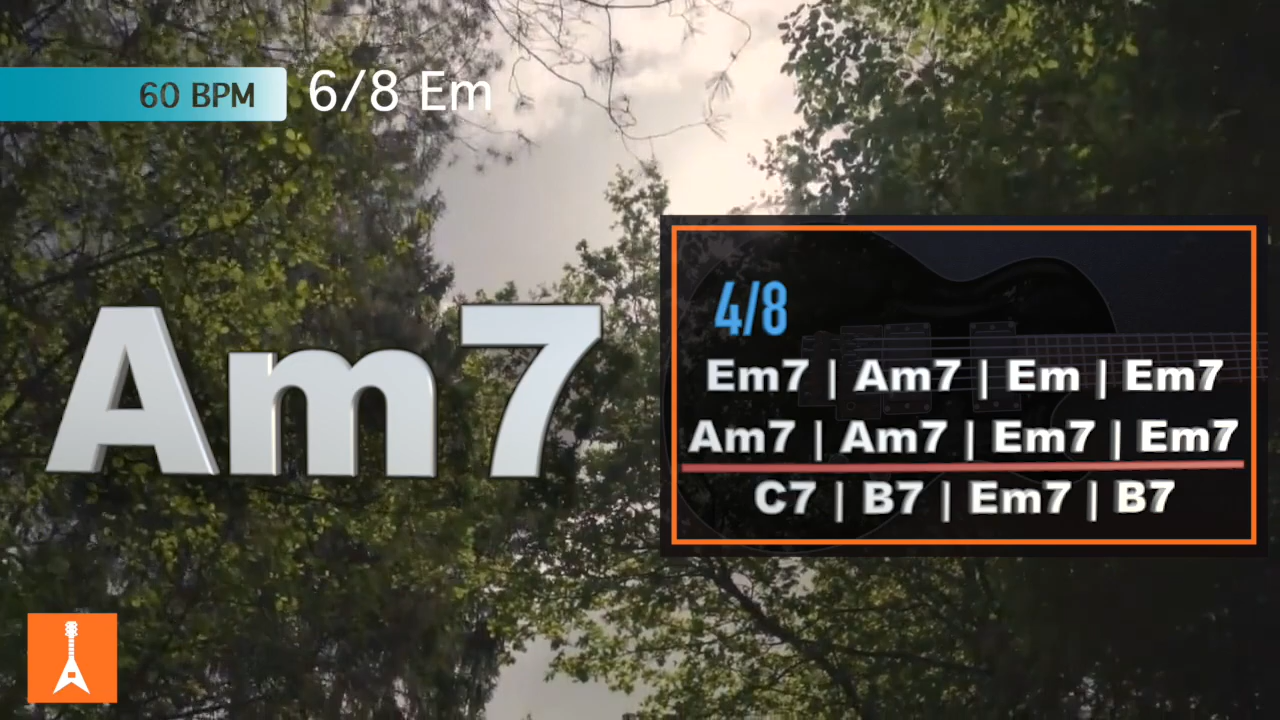 60 BPM 6/8 Em
Am7
4/8
Em7 | Am7 | Em | Em7
Am7 | Am7 | Em7 | Em7
C7 | B7 | Em7 | B7